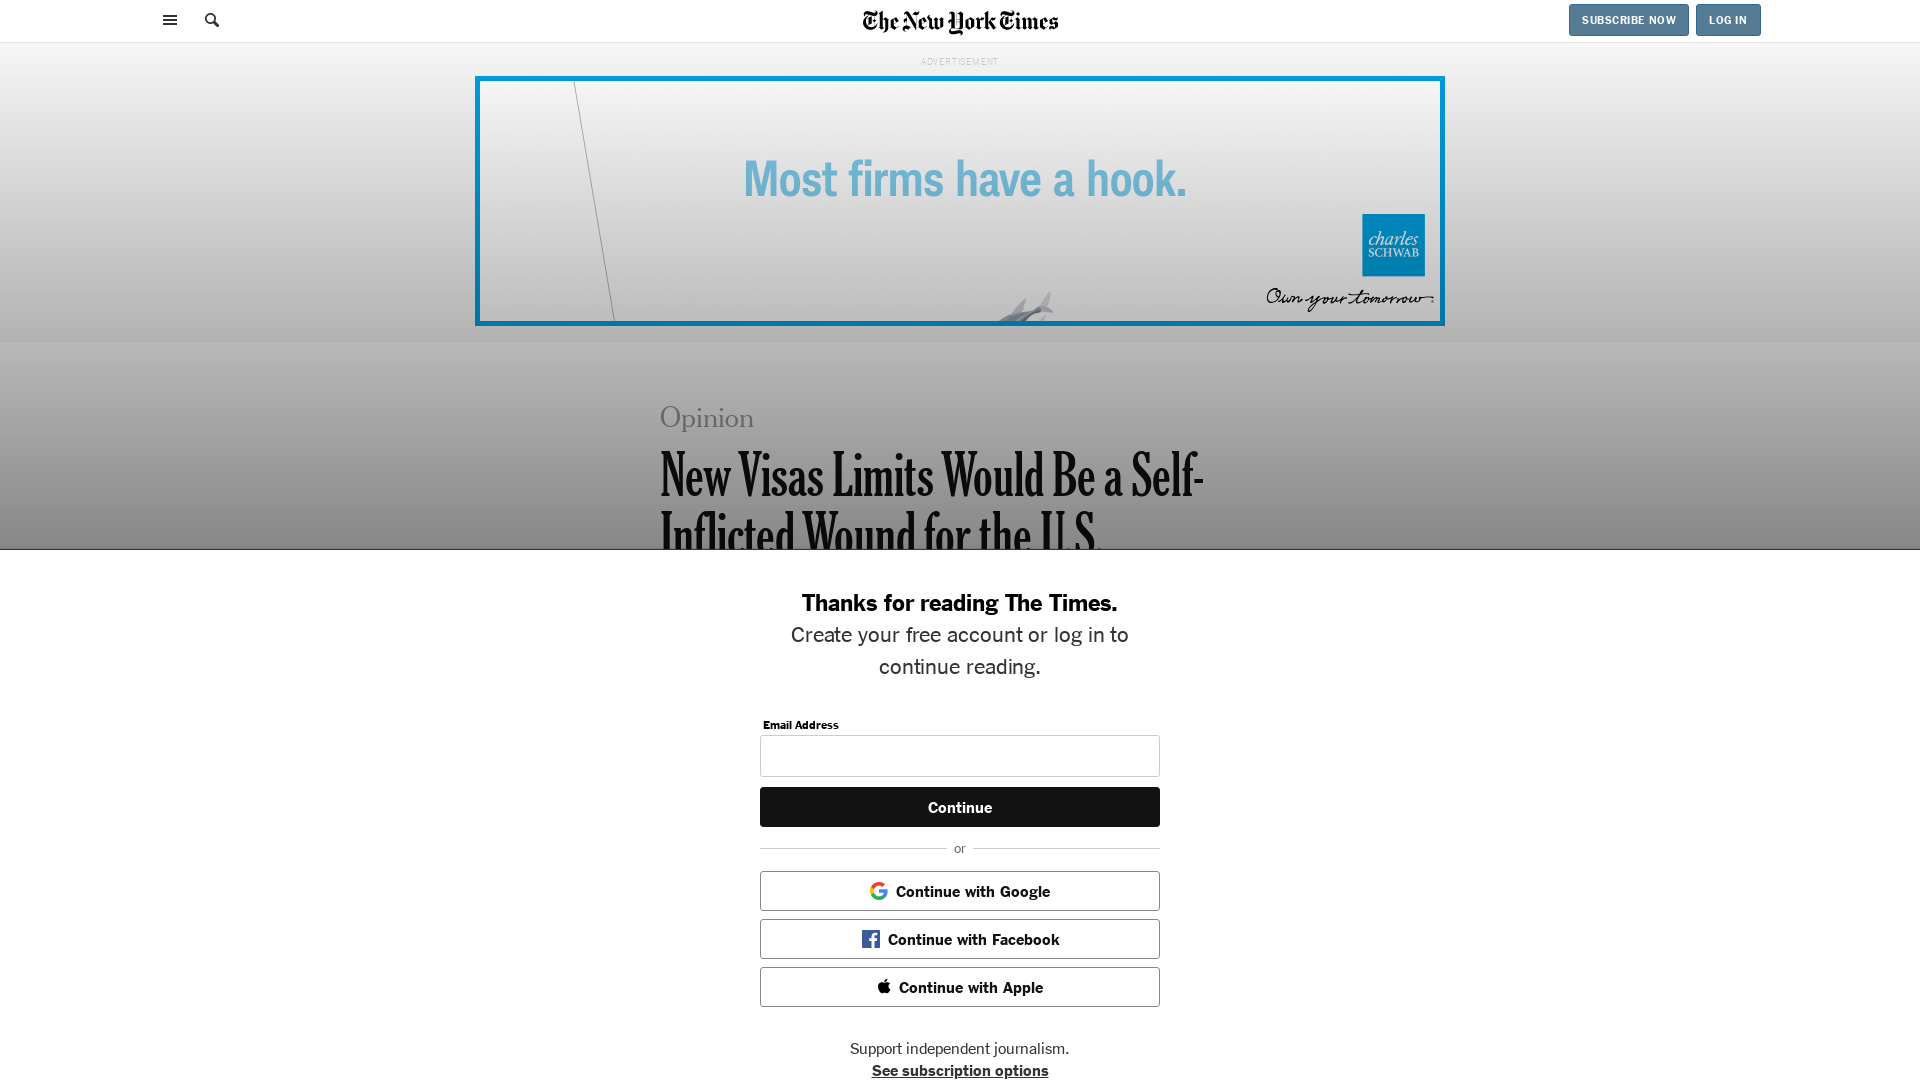 The New York Times
SUBSCRIBE NOW
LOG IN
ADVERTISEMENT
Most firms have a hook.
charles
SCHWAB
Own your tomorrow
Opinion
New Visas Limits Would Be a Self-
Inflicted Wound for the U.S.
Thanks for reading The Times.
Create your free account or log in to
continue reading.
Email Address
Continue
or
Continue with Google
Continue with Facebook
Continue with Apple
Support independent journalism.
See subscription options